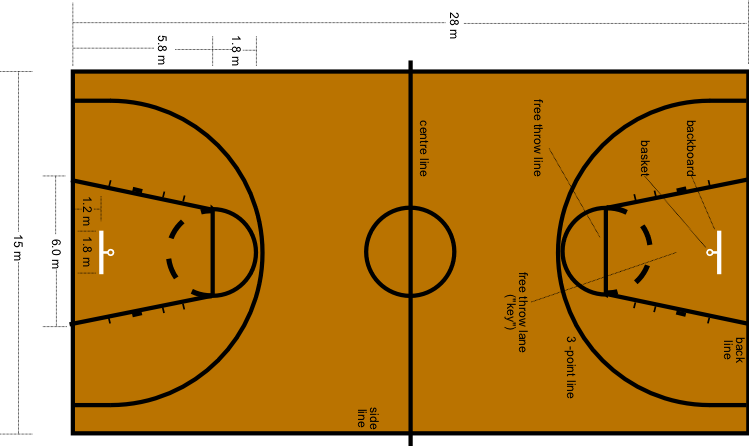 28 m
5.8 m
1.8 m
free throw line
centre line
backboard
basket
1.2 m
1.8 m
6.0 m
15 m
free throw lane
("key")
3 -point line
back
line
side
line